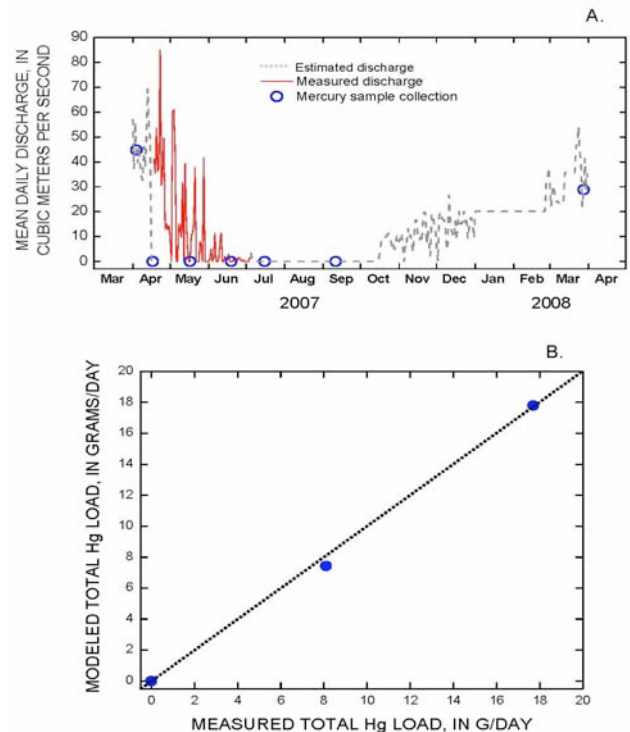 A.
MEAN DAILY DISCHARGE, IN
CUBIC METERS PER SECOND
90
80
70
60
50
40
30
20
10
0
Estimated discharge
Measured discharge
Mercury sample collection
Mar Apr May Jun Jul Aug Sep Oct Nov Dec Jan Feb Mar Apr
2007 2008
B.
MODELED TOTAL Hg LOAD, IN GRAMS/DAY
20
18
16
14
12
10
8
6
4
2
0
0 2 4 6 8 10 12 14 16 18 20
MEASURED TOTAL Hg LOAD, IN G/DAY